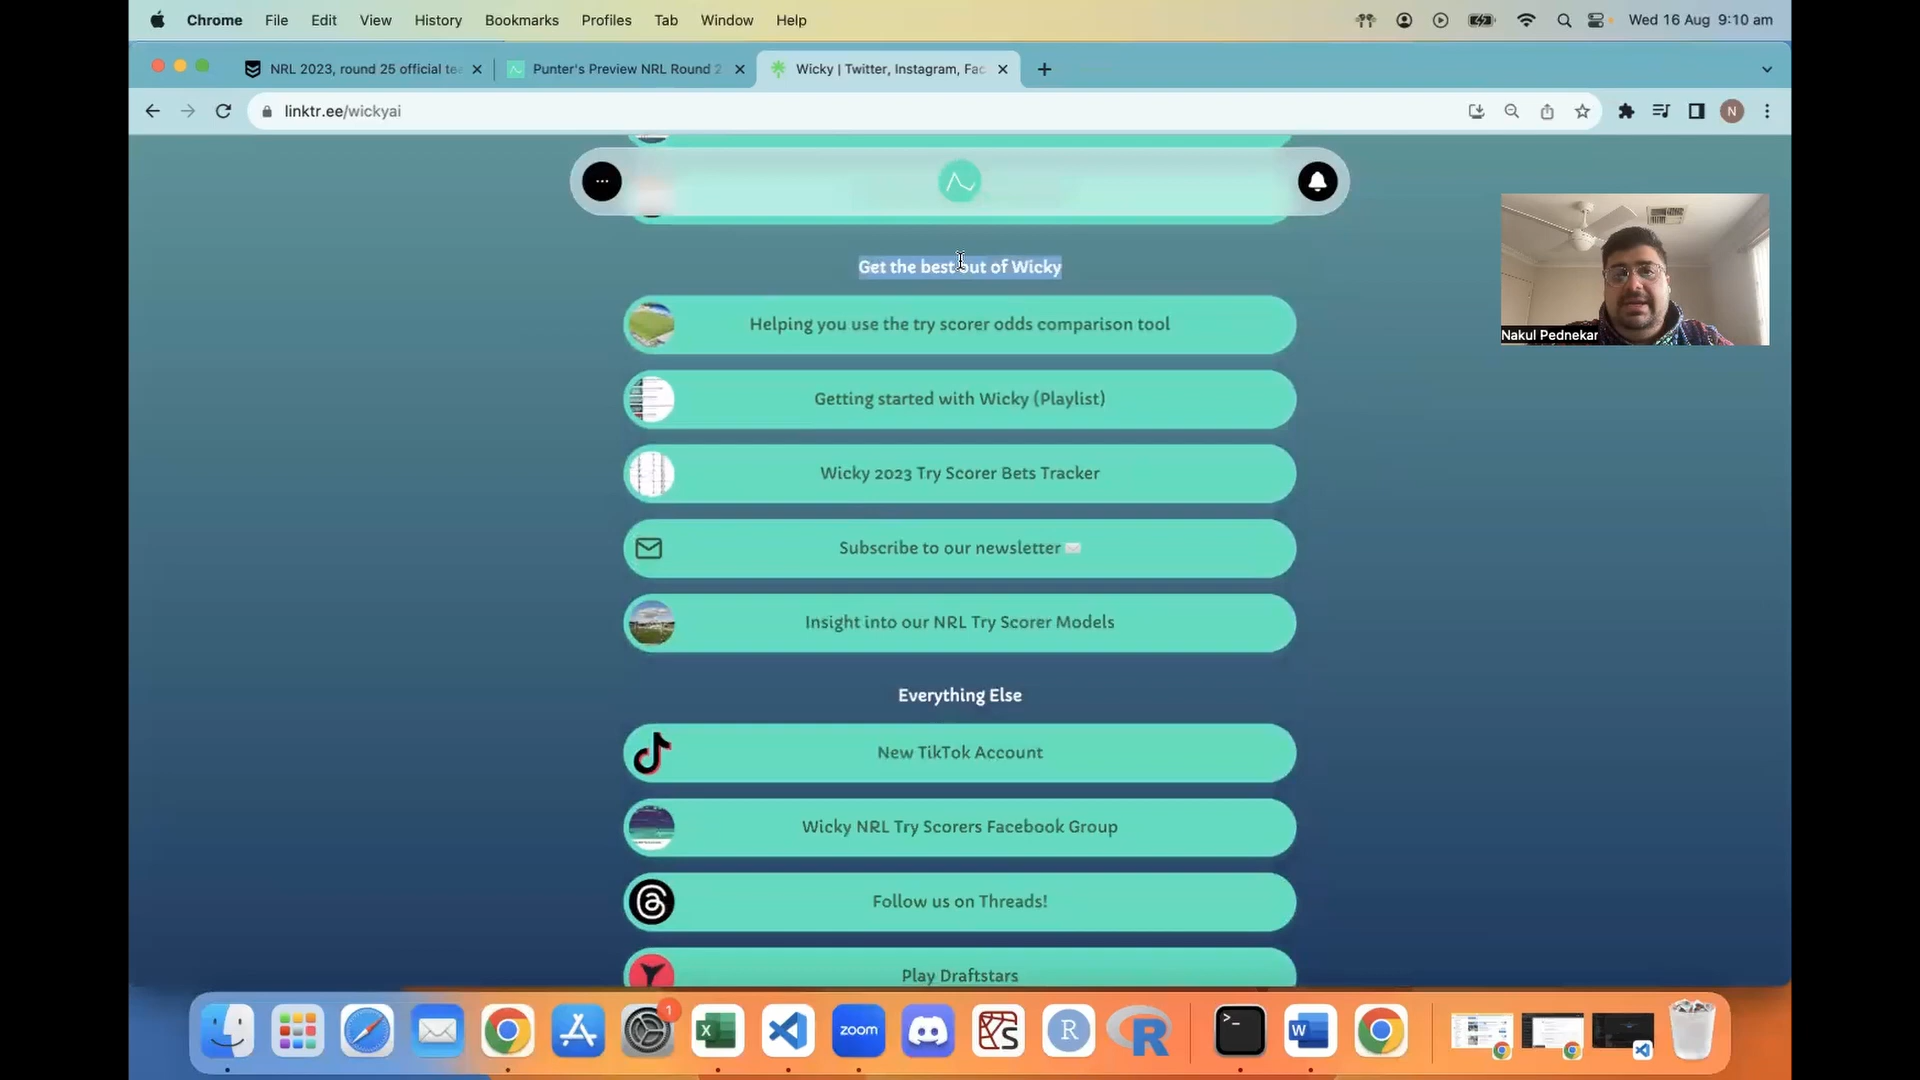 Chrome File Edit View History Bookmarks Profiles Tab Window Help Wed 16 Aug 9:10 am
NRL 2023, round 25 official te Punter's Preview NRL Round 2 Wicky | Twitter, Instagram, Fac
linktr.ee/wickyai N
Get the best out of Wicky
Helping you use the try scorer odds comparison tool
Nakul Pednekar
Getting started with Wicky (Playlist)
Wicky 2023 Try Scorer Bets Tracker
Subscribe to our newsletter
Insight into our NRL Try Scorer Models
Everything Else
New TikTok Account
Wicky NRL Try Scorers Facebook Group
Follow us on Threads!
Play Draftstars
1
X zoom S R R >_ W